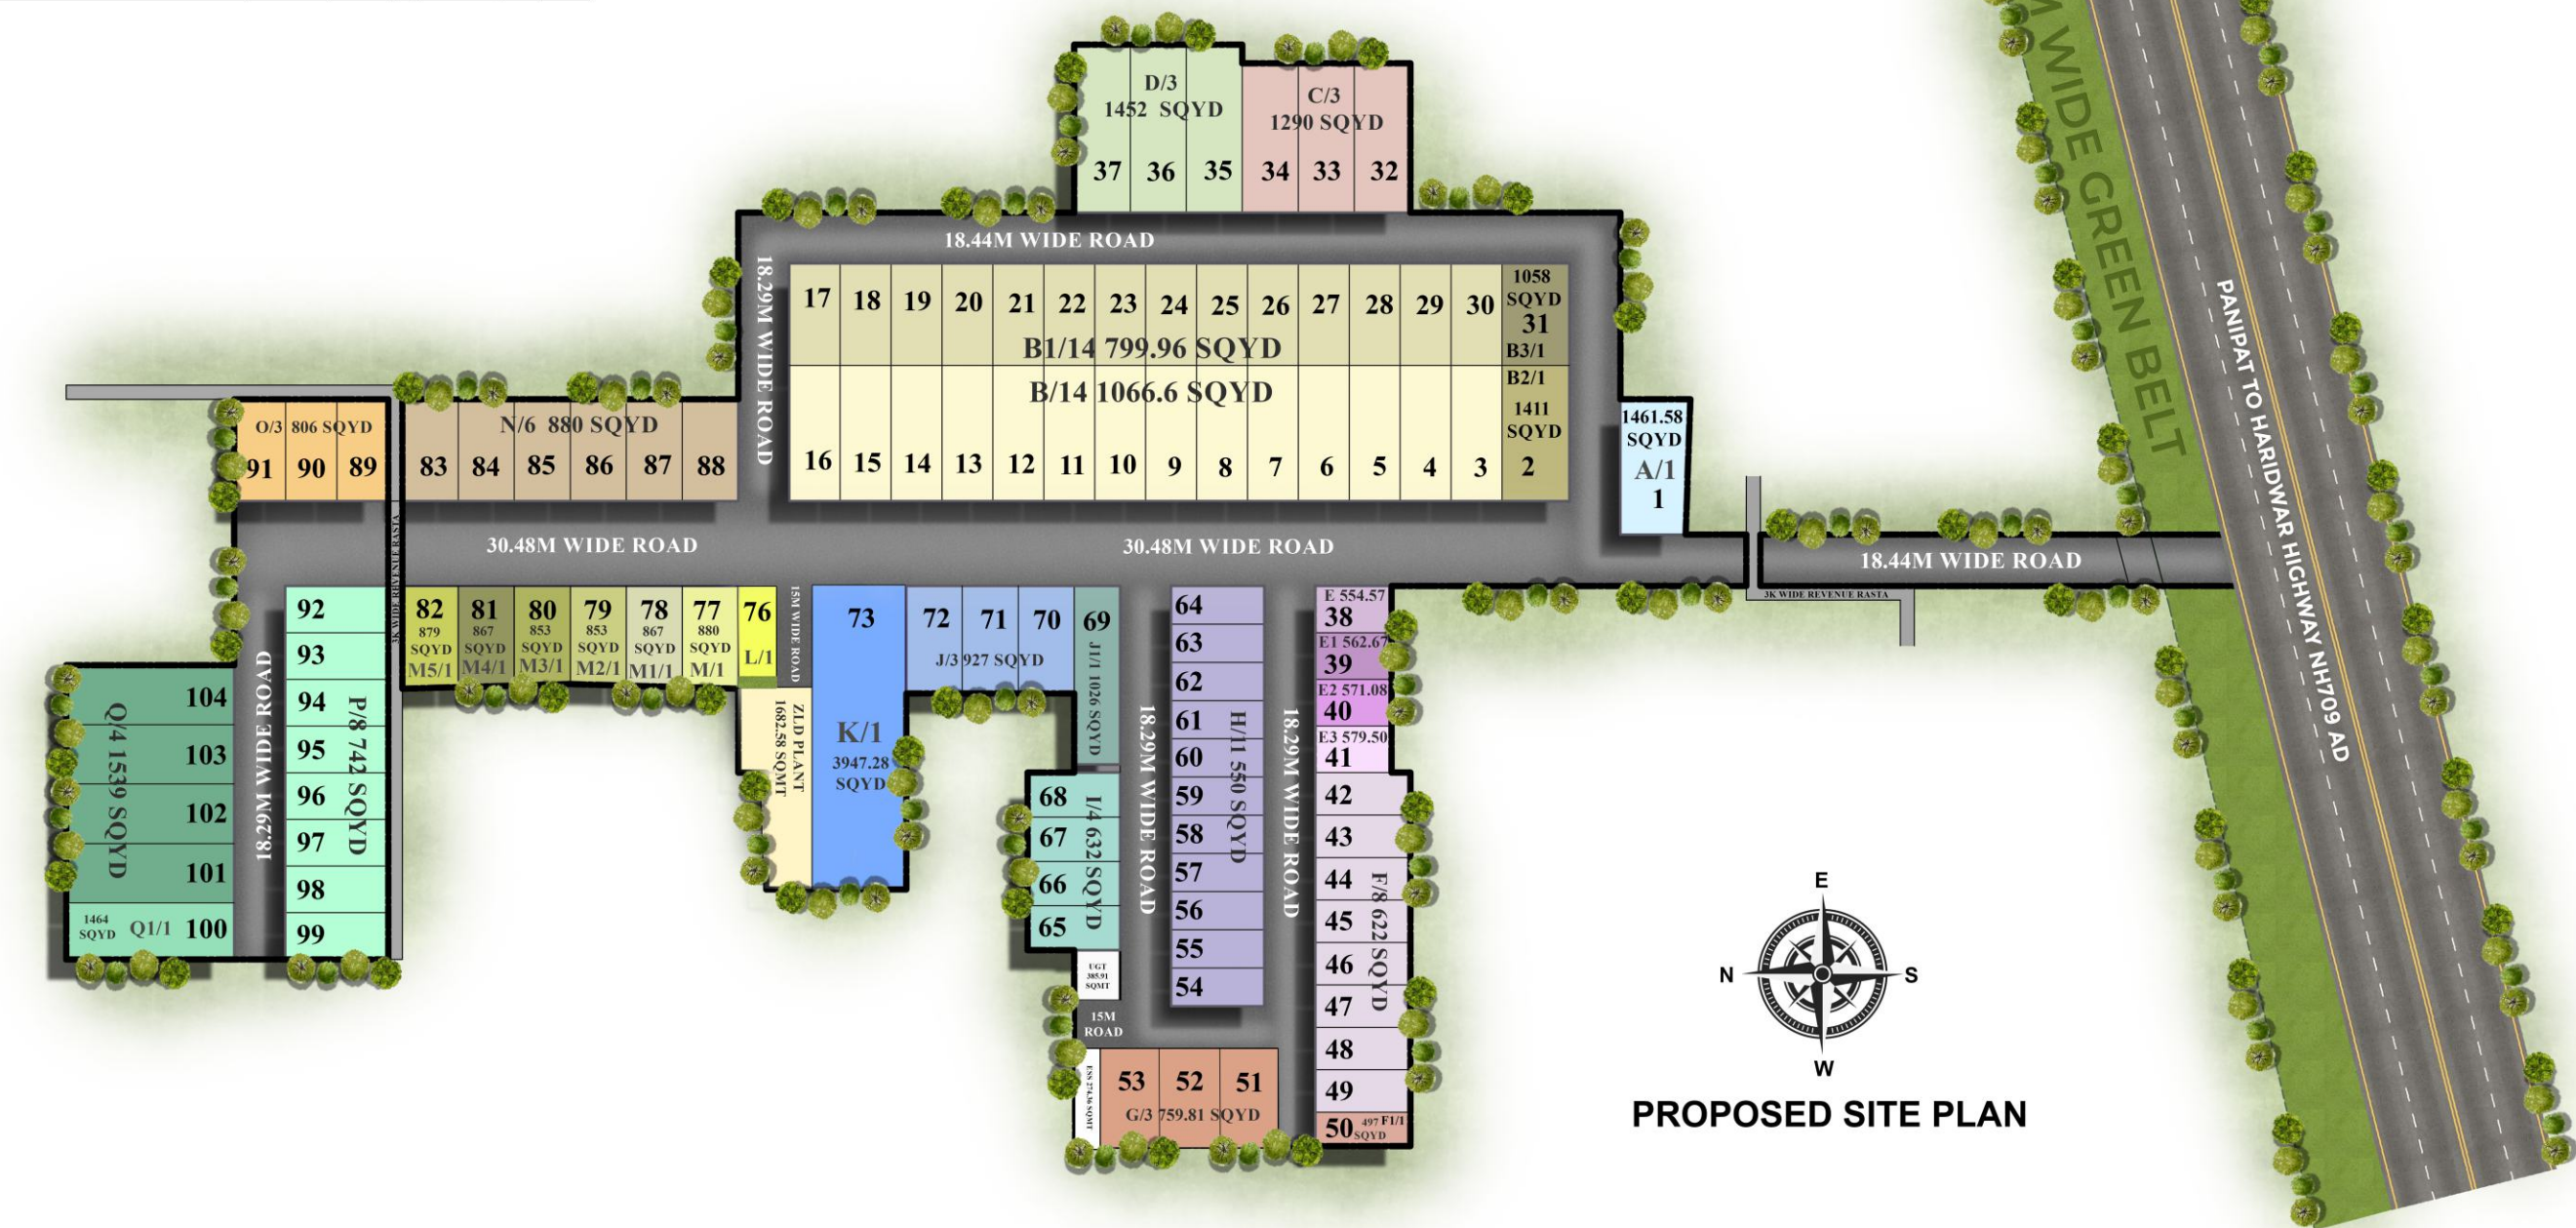 D/3
1452 SQYD
37
36
35
C/3
1290 SQYD
34
33
32
18.44M WIDE ROAD
18.29M WIDE ROAD
17
18
19
20
21
22
23
24
25
26
27
28
29
30
1058
SQYD
31
B3/1
B1/14 799.96 SQYD
B/14 1066.6 SQYD
B2/1
1411
SQYD
16
15
14
13
12
11
10
9
8
7
6
5
4
3
2
1461.58
SQYD
A/1
1
O/3 806 SQYD
91
90
89
N/6 880 SQYD
83
84
85
86
87
88
3K WIDE REVENUE RASTA
30.48M WIDE ROAD
30.48M WIDE ROAD
18.44M WIDE ROAD
3K WIDE REVENUE RASTA
M WIDE GREEN BELT
PANIPAT TO HARIDWAR HIGHWAY NH709 AD
92
93
94
95
96
97
98
99
P/8 742 SQYD
18.29M WIDE ROAD
104
103
102
101
Q/4 1539 SQYD
1464
SQYD
Q1/1
100
82
879
SQYD
M5/1
81
867
SQYD
M4/1
80
853
SQYD
M3/1
79
853
SQYD
M2/1
78
867
SQYD
M1/1
77
880
SQYD
M/1
76
L/1
15M WIDE ROAD
ZLD PLANT
1682.58 SQMT
73
K/1
3947.28
SQYD
72
71
70
J/3 927 SQYD
69
J1/1 1026 SQYD
68
67
66
65
I/4 632 SQYD
UGT
385.91
SQMT
15M
ROAD
ESS 274.36 SQMT
18.29M WIDE ROAD
64
63
62
61
60
59
58
57
56
55
54
H/11 550 SQYD
18.29M WIDE ROAD
53
52
51
G/3 759.81 SQYD
E 554.57
38
E1 562.67
39
E2 571.08
40
E3 579.50
41
42
43
44
45
46
47
48
49
F/8 622 SQYD
50
497 F1/1
SQYD
E
N
S
W
PROPOSED SITE PLAN